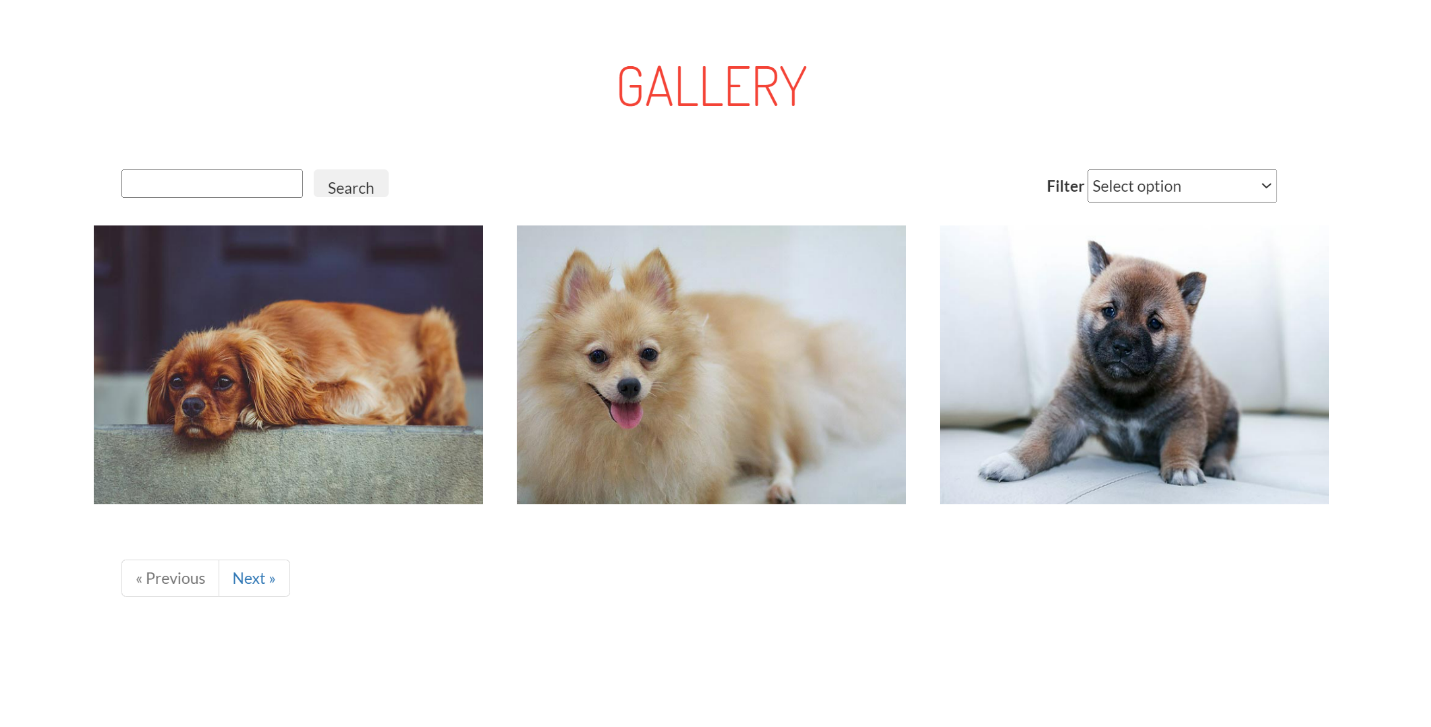 GALLERY
Search
Filter Select option
« Previous Next »